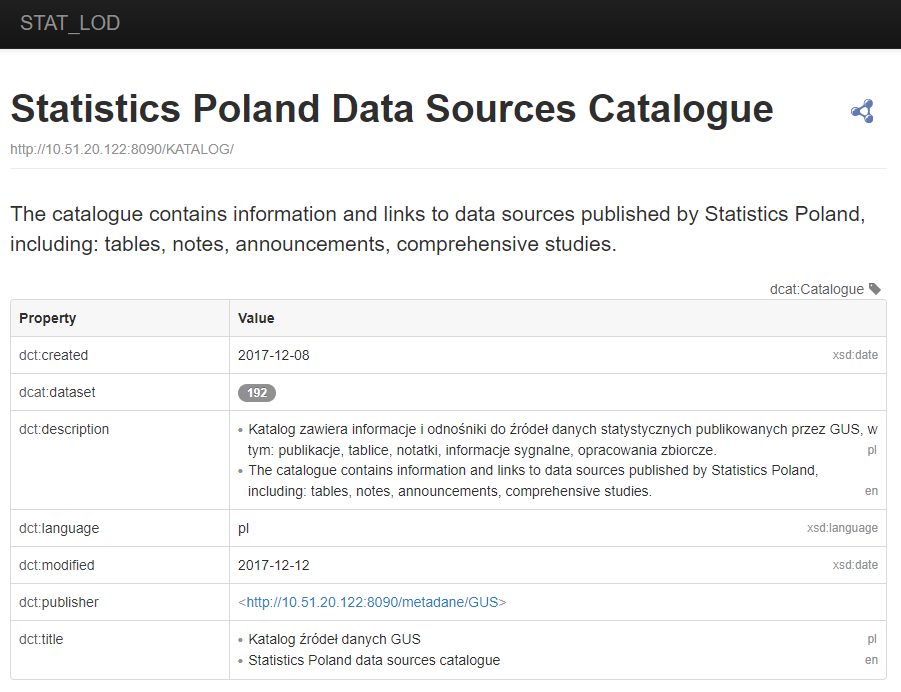 STAT_LOD
Statistics Poland Data Sources Catalogue
http://10.51.20.122:8090/KATALOG/
The catalogue contains information and links to data sources published by Statistics Poland,
including: tables, notes, announcements, comprehensive studies.
dcat:Catalogue
Property Value
dct:created 2017-12-08 xsd:date
dcat:dataset 192
dct:description • Katalog zawiera informacje i odnośniki do źródeł danych statystycznych publikowanych przez GUS, w
tym: publikacje, tablice, notatki, informacje sygnalne, opracowania zbiorcze. pl
• The catalogue contains information and links to data sources published by Statistics Poland,
including: tables, notes, announcements, comprehensive studies. en
dct:language pl xsd:language
dct:modified 2017-12-12 xsd:date
dct:publisher <http://10.51.20.122:8090/metadane/GUS>
dct:title • Katalog źródeł danych GUS pl
• Statistics Poland data sources catalogue en